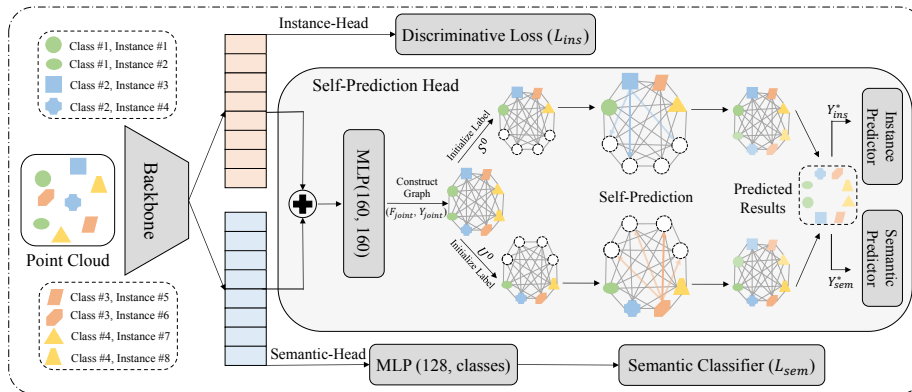 Instance-Head
Discriminative Loss (L_ins)
Class #1, Instance #1
Class #1, Instance #2
Class #2, Instance #3
Class #2, Instance #4
Self-Prediction Head
Backbone
MLP(160, 160)
Initialize Label
S^0
Construct
Graph
(F_joint, Y_joint)
U^0
Initialize Label
Self-Prediction
Predicted
Results
Y*_ins
Instance
Predictor
Y*_sem
Semantic
Predictor
Point Cloud
Class #3, Instance #5
Class #3, Instance #6
Class #4, Instance #7
Class #4, Instance #8
Semantic-Head
MLP (128, classes)
Semantic Classifier (L_sem)